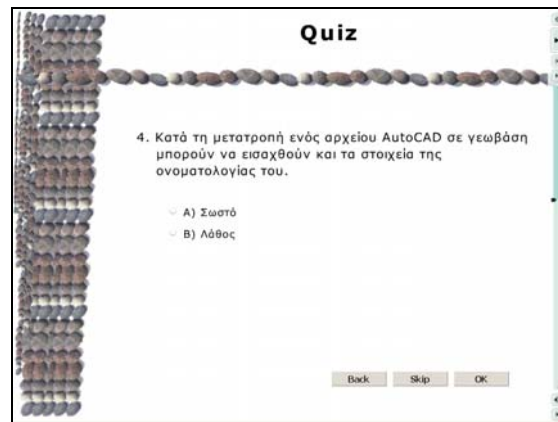 Quiz
4. Κατά τη μετατροπή ενός αρχείου AutoCAD σε γεωβάση
μπορούν να εισαχθούν και τα στοιχεία της
ονοματολογίας του.
Α) Σωστό
Β) Λάθος
Back Skip OK